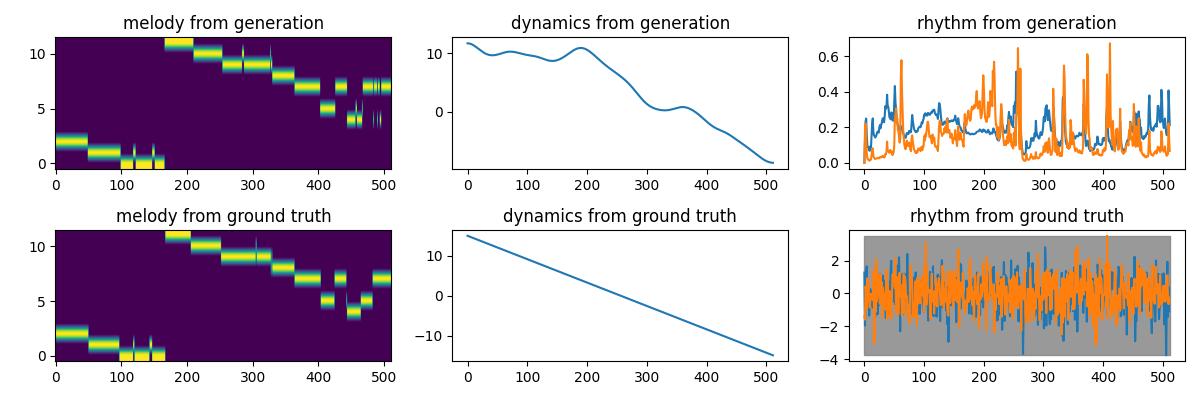 melody from generation
10
5
0
0 100 200 300 400 500
dynamics from generation
10
0
0 100 200 300 400 500
rhythm from generation
0.6
0.4
0.2
0.0
0 100 200 300 400 500
melody from ground truth
10
5
0
0 100 200 300 400 500
dynamics from ground truth
10
0
−10
0 100 200 300 400 500
rhythm from ground truth
2
0
−2
−4
0 100 200 300 400 500